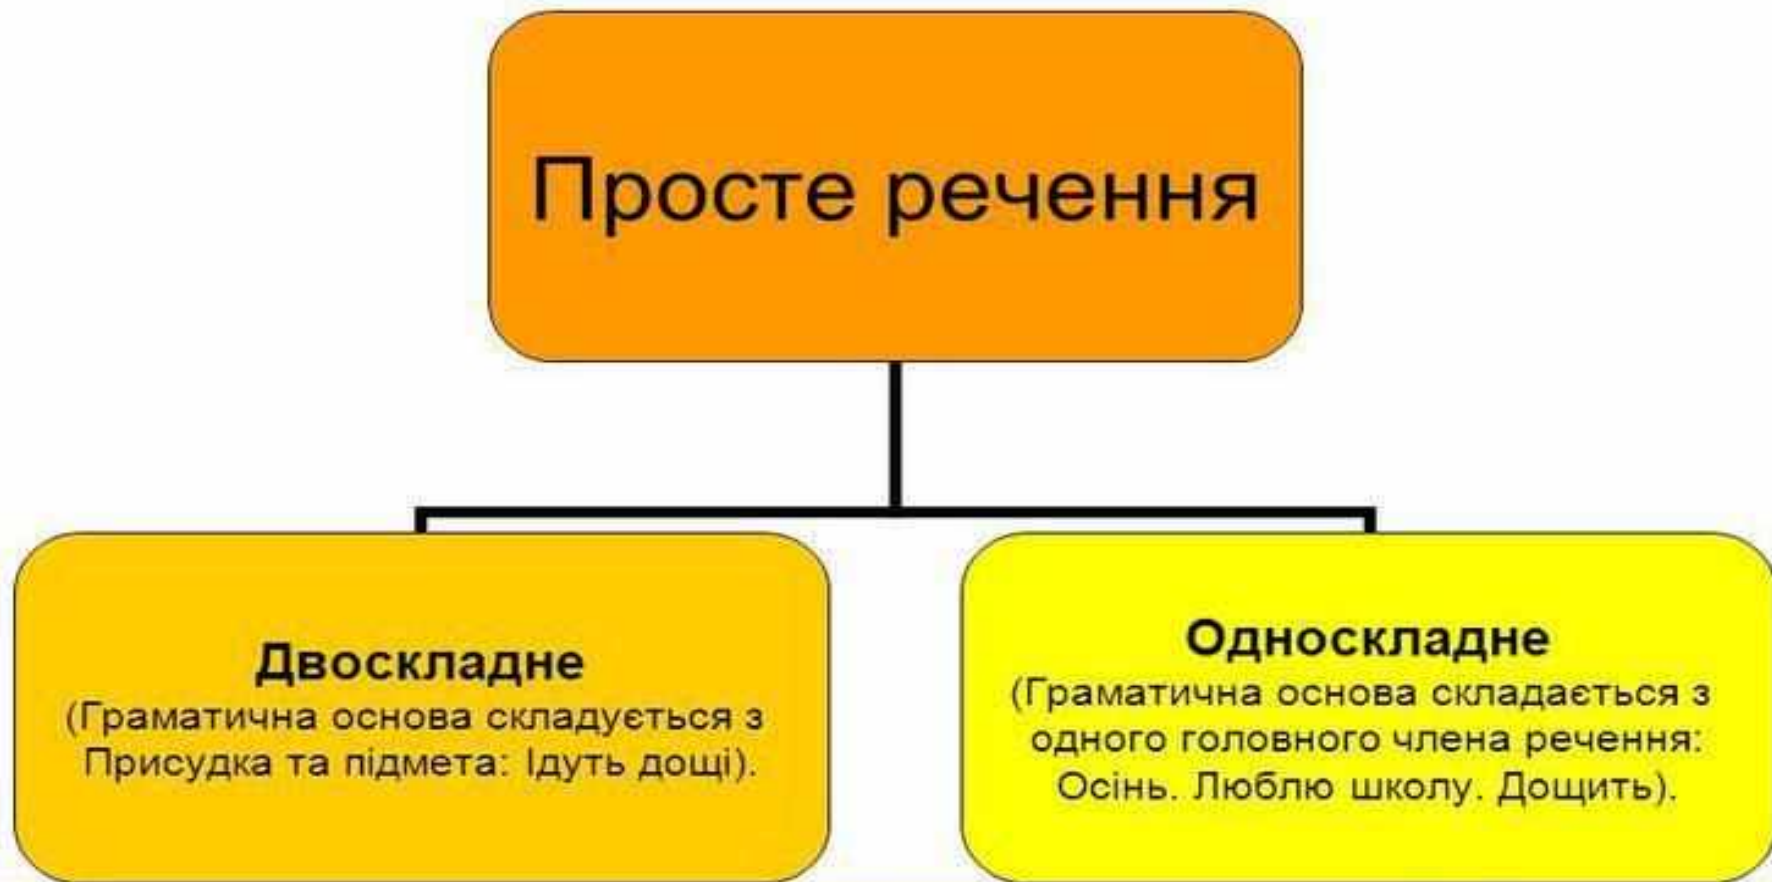 Просте речення
Двоскладне
(Граматична основа складується з
Присудка та підмета: Ідуть дощі).
Односкладне
(Граматична основа складається з
одного головного члена речення:
Осінь. Люблю школу. Дощить).